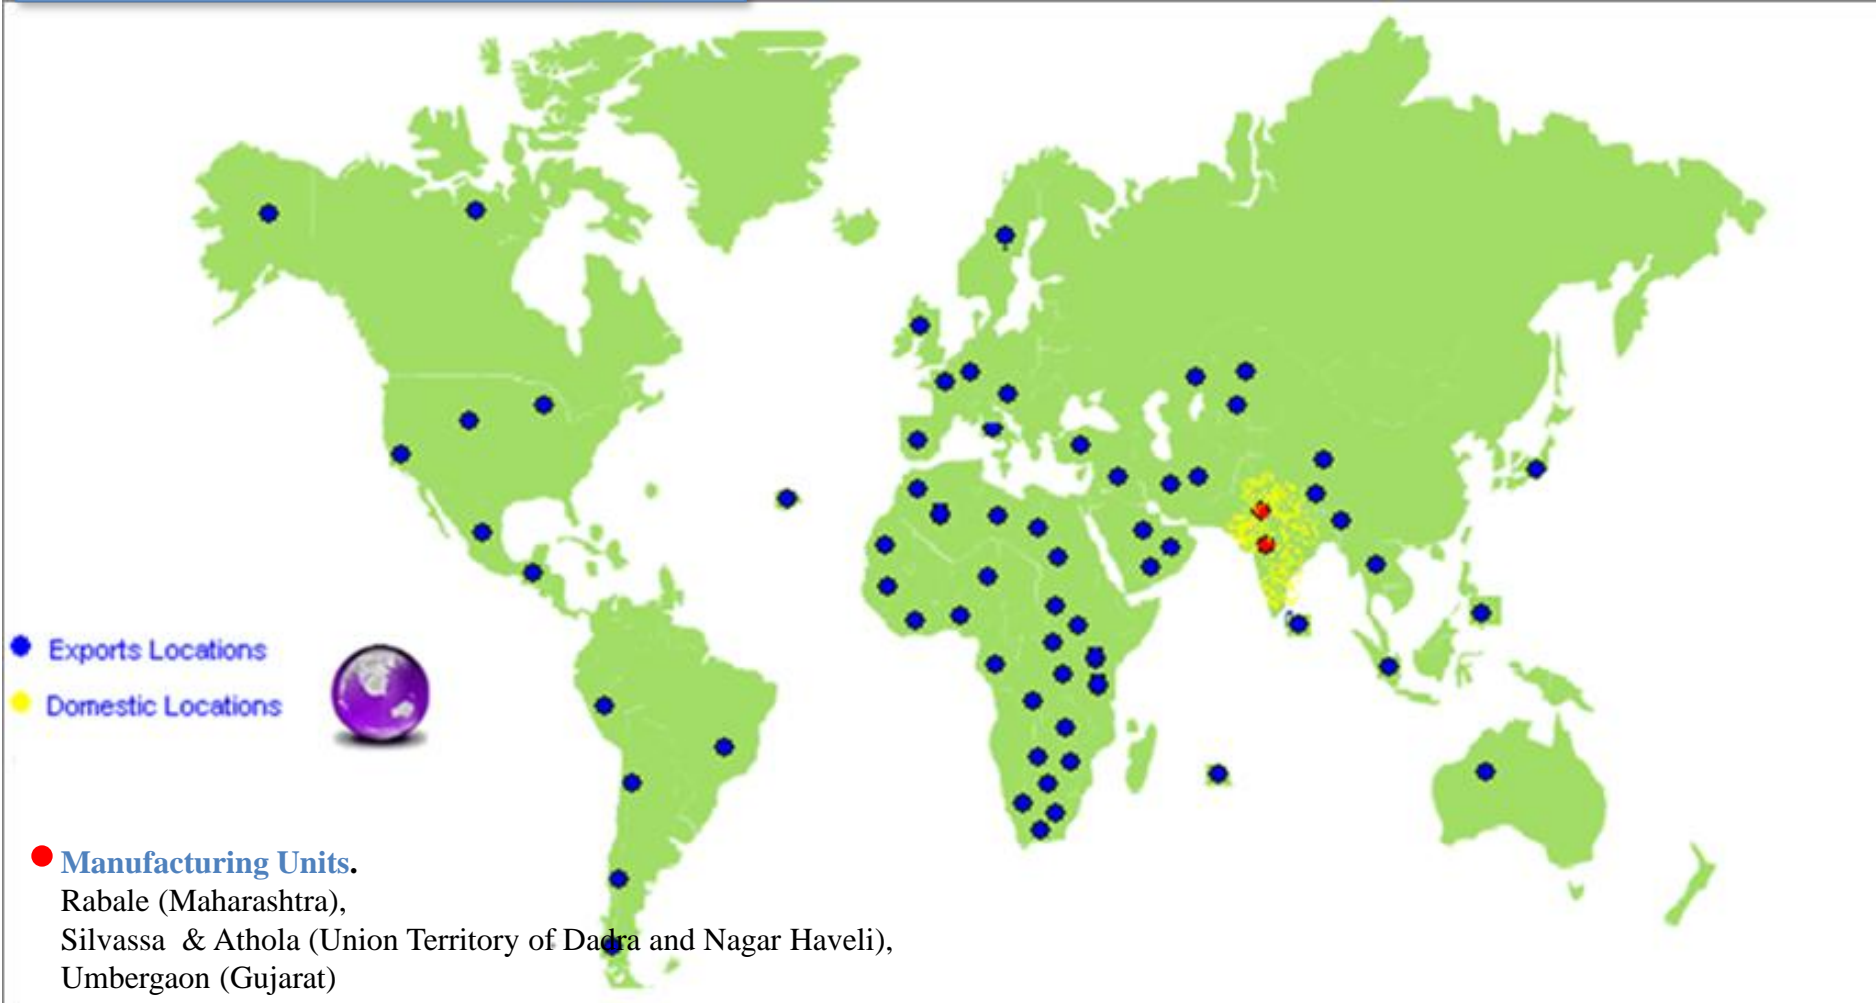 Exports Locations
Domestic Locations
Manufacturing Units.
Rabale (Maharashtra),
Silvassa & Athola (Union Territory of Dadra and Nagar Haveli),
Umbergaon (Gujarat)